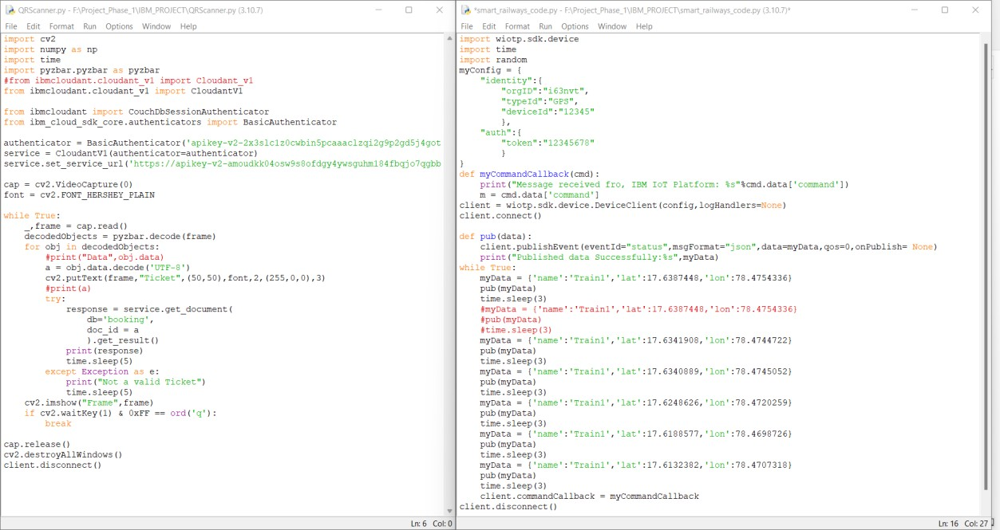 QRScanner.py - F:\Project_Phase_1\IBM_PROJECT\QRScanner.py (3.10.7)
File Edit Format Run Options Window Help
import cv2
import numpy as np
import time
import pyzbar.pyzbar as pyzbar
#from ibmcloudant.cloudant_v1 import Cloudant_v1
from ibmcloudant.cloudant_v1 import CloudantV1

from ibmcloudant import CouchDbSessionAuthenticator
from ibm_cloud_sdk_core.authenticators import BasicAuthenticator

authenticator = BasicAuthenticator('apikey-v2-2x3slc1z0cwbin5pcaaaclzqi2g9p2gd5j4got
service = CloudantV1(authenticator=authenticator)
service.set_service_url('https://apikey-v2-amoudkk04osw9s8ofdgy4ywsguhml84fbqjo7qgbb

cap = cv2.VideoCapture(0)
font = cv2.FONT_HERSHEY_PLAIN

while True:
    _,frame = cap.read()
    decodedObjects = pyzbar.decode(frame)
    for obj in decodedObjects:
        #print("Data",obj.data)
        a = obj.data.decode('UTF-8')
        cv2.putText(frame,"Ticket",(50,50),font,2,(255,0,0),3)
        #print(a)
        try:
            response = service.get_document(
                db='booking',
                doc_id = a
                ).get_result()
            print(response)
            time.sleep(5)
        except Exception as e:
            print("Not a valid Ticket")
            time.sleep(5)
    cv2.imshow("Frame",frame)
    if cv2.waitKey(1) & 0xFF == ord('q'):
        break

cap.release()
cv2.destroyAllWindows()
client.disconnect()
Ln: 6 Col: 0
*smart_railways_code.py - F:\Project_Phase_1\IBM_PROJECT\smart_railways_code.py (3.10.7)*
File Edit Format Run Options Window Help
import wiotp.sdk.device
import time
import random
myConfig = {
    "identity":{
        "orgID":"i63nvt",
        "typeId":"GPS",
        "deviceId":"12345"
        },
    "auth":{
        "token":"12345678"
        }
}
def myCommandCallback(cmd):
    print("Message received fro, IBM IoT Platform: %s"%cmd.data['command'])
    m = cmd.data['command']
client = wiotp.sdk.device.DeviceClient(config,logHandlers=None)
client.connect()

def pub(data):
    client.publishEvent(eventId="status",msgFormat="json",data=myData,qos=0,onPublish= None)
    print("Published data Successfully:%s",myData)
while True:
    myData = {'name':'Train1','lat':17.6387448,'lon':78.4754336}
    pub(myData)
    time.sleep(3)
    #myData = {'name':'Train1','lat':17.6387448,'lon':78.4754336}
    #pub(myData)
    #time.sleep(3)
    myData = {'name':'Train1','lat':17.6341908,'lon':78.4744722}
    pub(myData)
    time.sleep(3)
    myData = {'name':'Train1','lat':17.6340889,'lon':78.4745052}
    pub(myData)
    time.sleep(3)
    myData = {'name':'Train1','lat':17.6248626,'lon':78.4720259}
    pub(myData)
    time.sleep(3)
    myData = {'name':'Train1','lat':17.6188577,'lon':78.4698726}
    pub(myData)
    time.sleep(3)
    myData = {'name':'Train1','lat':17.6132382,'lon':78.4707318}
    pub(myData)
    time.sleep(3)
    client.commandCallback = myCommandCallback
client.disconnect()
Ln: 16 Col: 27